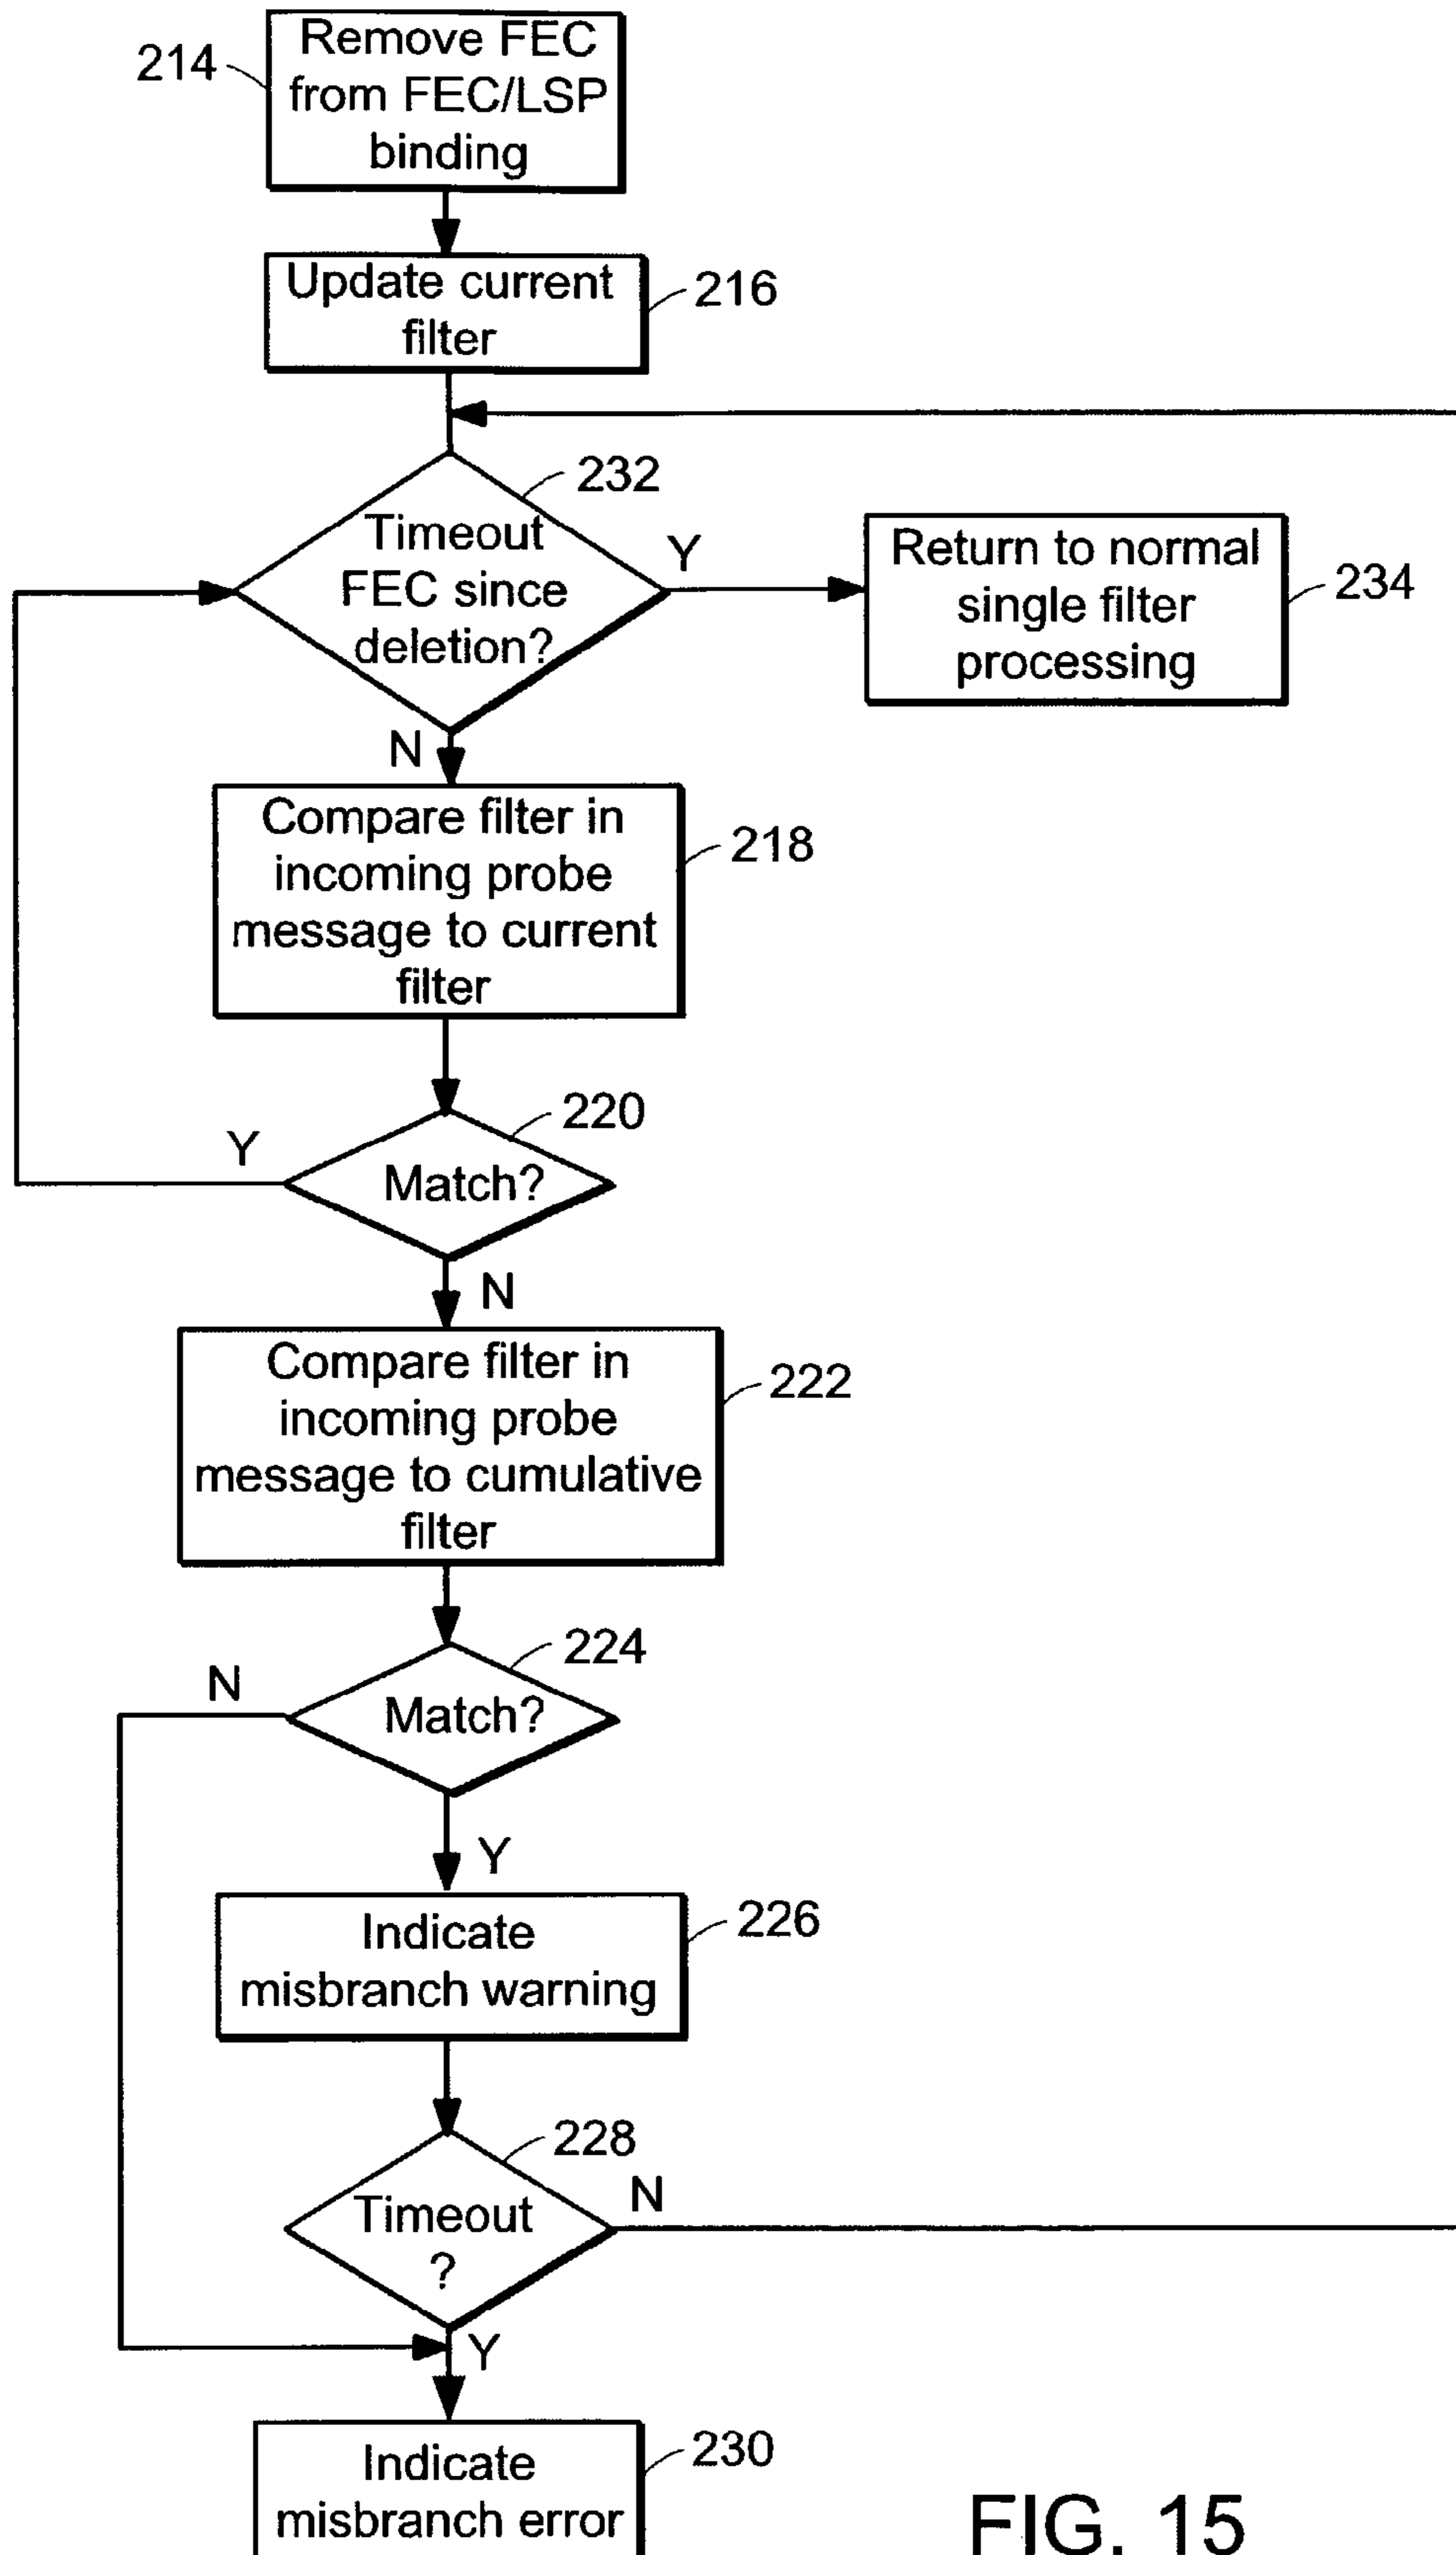 Remove FEC
from FEC/LSP
binding
214
Update current
filter
216
Timeout
FEC since
deletion?
232
Y
N
Return to normal
single filter
processing
234
Compare filter in
incoming probe
message to current
filter
218
Match?
220
Y
N
Compare filter in
incoming probe
message to cumulative
filter
222
Match?
224
N
Y
Indicate
misbranch warning
226
Timeout
?
228
N
Y
Indicate
misbranch error
230
FIG. 15